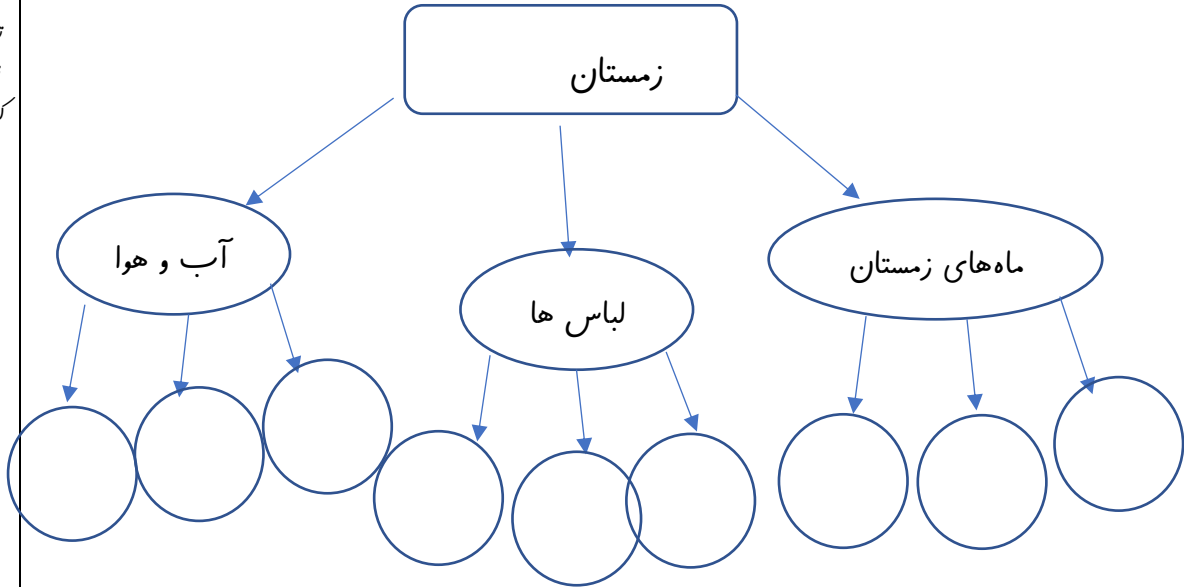 زمستان
ماه‌های زمستان
لباس ها
آب و هوا